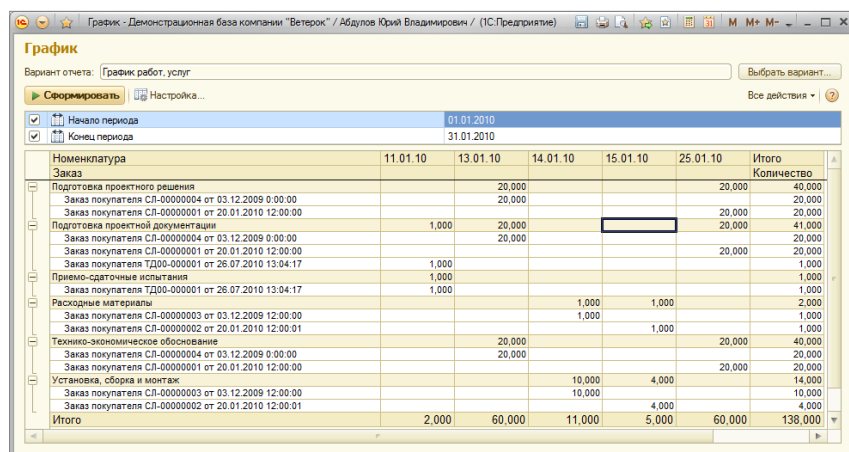 График - Демонстрационная база компании "Ветерок" / Абдулов Юрий Владимирович / (1С:Предприятие) M M+ M-
График
Вариант отчета: График работ, услуг Выбрать вариант...
Сформировать Настройка... Все действия
Начало периода 01.01.2010
Конец периода 31.01.2010
Номенклатура 11.01.10 13.01.10 14.01.10 15.01.10 25.01.10 Итого
Заказ Количество
Подготовка проектного решения 20,000 20,000 40,000
Заказ покупателя СЛ-00000004 от 03.12.2009 0:00:00 20,000 20,000
Заказ покупателя СЛ-00000001 от 20.01.2010 12:00:00 20,000 20,000
Подготовка проектной документации 1,000 20,000 20,000 41,000
Заказ покупателя СЛ-00000004 от 03.12.2009 0:00:00 20,000 20,000
Заказ покупателя СЛ-00000001 от 20.01.2010 12:00:00 20,000 20,000
Заказ покупателя ТД00-000001 от 26.07.2010 13:04:17 1,000 1,000
Приемо-сдаточные испытания 1,000 1,000
Заказ покупателя ТД00-000001 от 26.07.2010 13:04:17 1,000 1,000
Расходные материалы 1,000 1,000 2,000
Заказ покупателя СЛ-00000003 от 03.12.2009 12:00:00 1,000 1,000
Заказ покупателя СЛ-00000002 от 20.01.2010 12:00:01 1,000 1,000
Технико-экономическое обоснование 20,000 20,000 40,000
Заказ покупателя СЛ-00000004 от 03.12.2009 0:00:00 20,000 20,000
Заказ покупателя СЛ-00000001 от 20.01.2010 12:00:00 20,000 20,000
Установка, сборка и монтаж 10,000 4,000 14,000
Заказ покупателя СЛ-00000003 от 03.12.2009 12:00:00 10,000 10,000
Заказ покупателя СЛ-00000002 от 20.01.2010 12:00:01 4,000 4,000
Итого 2,000 60,000 11,000 5,000 60,000 138,000